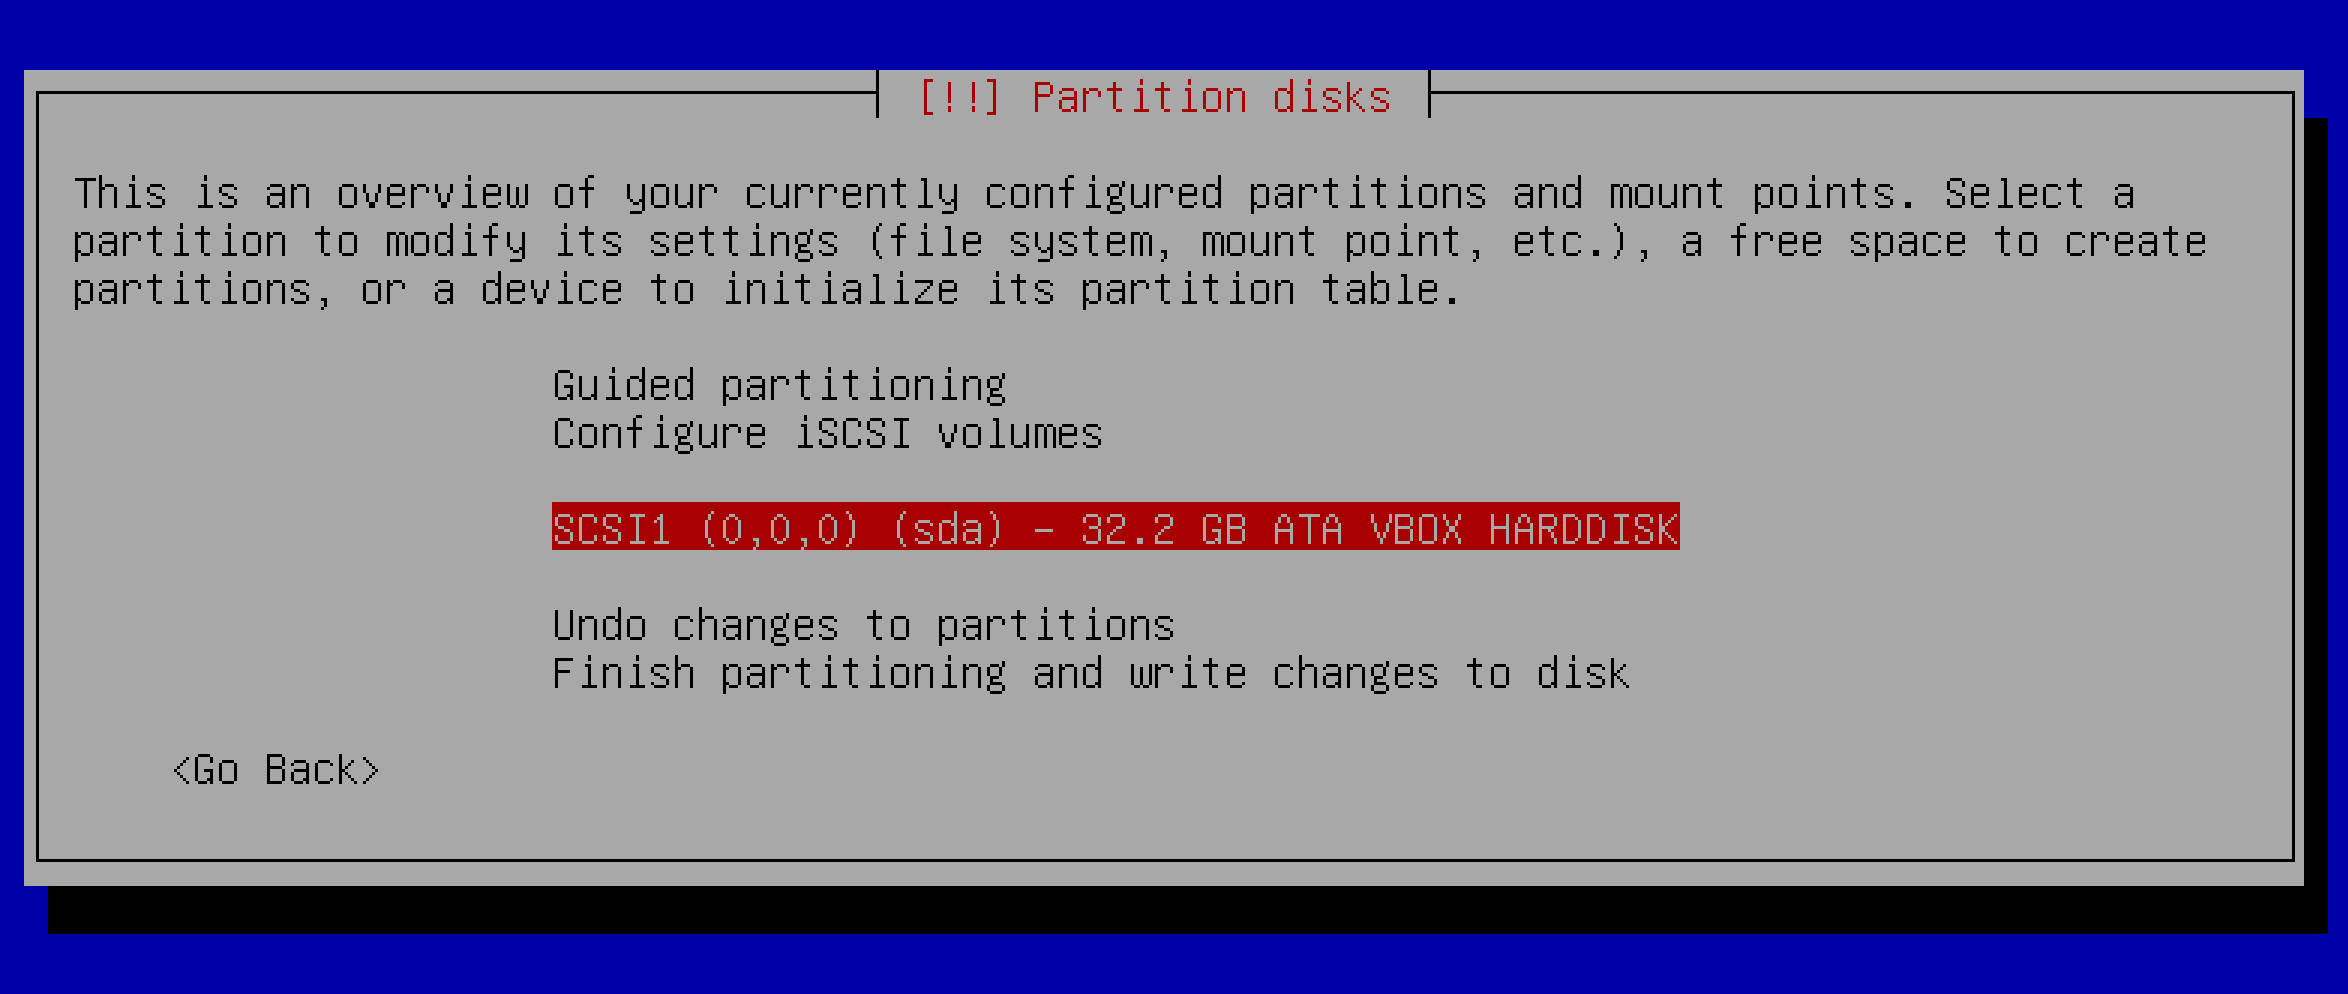 [!!] Partition disks
This is an overview of your currently configured partitions and mount points. Select a
partition to modify its settings (file system, mount point, etc.), a free space to create
partitions, or a device to initialize its partition table.
Guided partitioning
Configure iSCSI volumes
SCSI1 (0,0,0) (sda) - 32.2 GB ATA VBOX HARDDISK
Undo changes to partitions
Finish partitioning and write changes to disk
<Go Back>